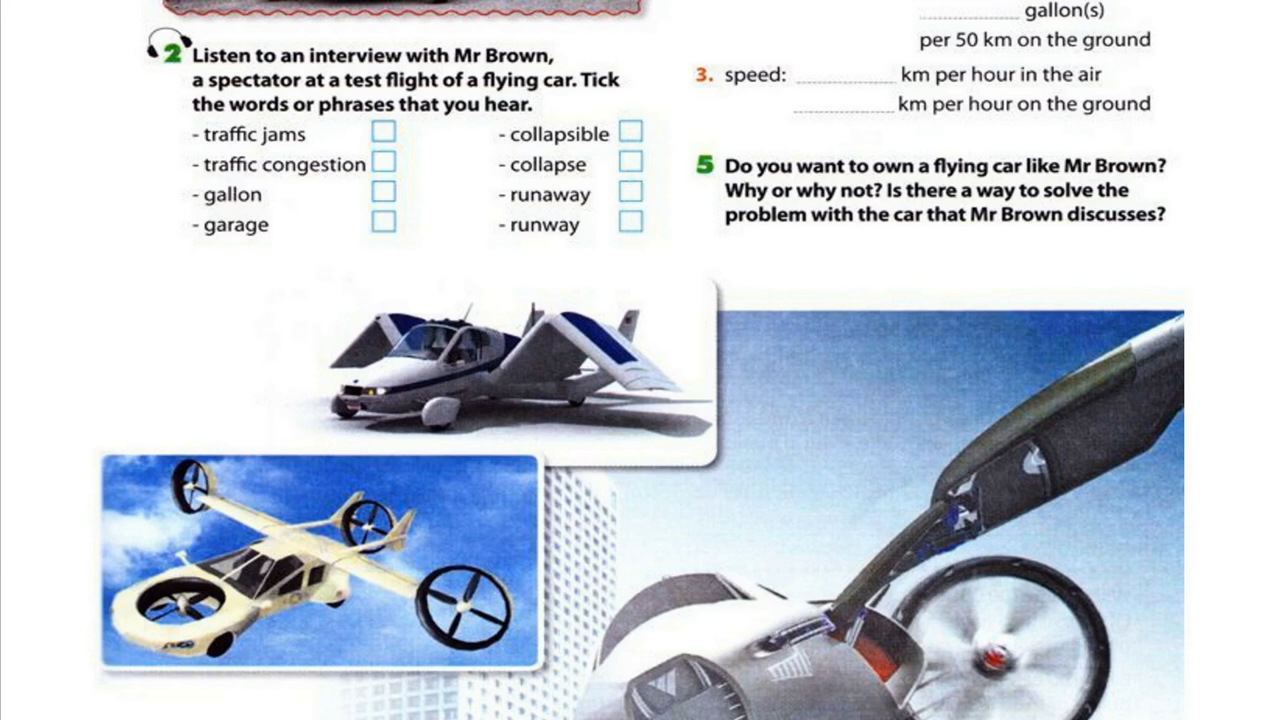 2 Listen to an interview with Mr Brown,
a spectator at a test flight of a flying car. Tick
the words or phrases that you hear.
- traffic jams
- traffic congestion
- gallon
- garage
- collapsible
- collapse
- runaway
- runway
gallon(s)
per 50 km on the ground
3. speed: .................... km per hour in the air
.................... km per hour on the ground
5 Do you want to own a flying car like Mr Brown?
Why or why not? Is there a way to solve the
problem with the car that Mr Brown discusses?